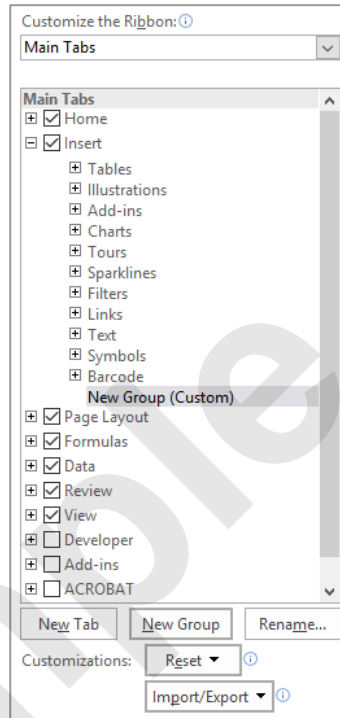 Customize the Ribbon:
Main Tabs
Main Tabs
Home
Insert
Tables
Illustrations
Add-ins
Charts
Tours
Sparklines
Filters
Links
Text
Symbols
Barcode
New Group (Custom)
Page Layout
Formulas
Data
Review
View
Developer
Add-ins
ACROBAT
New Tab New Group Rename...
Customizations: Reset
Import/Export